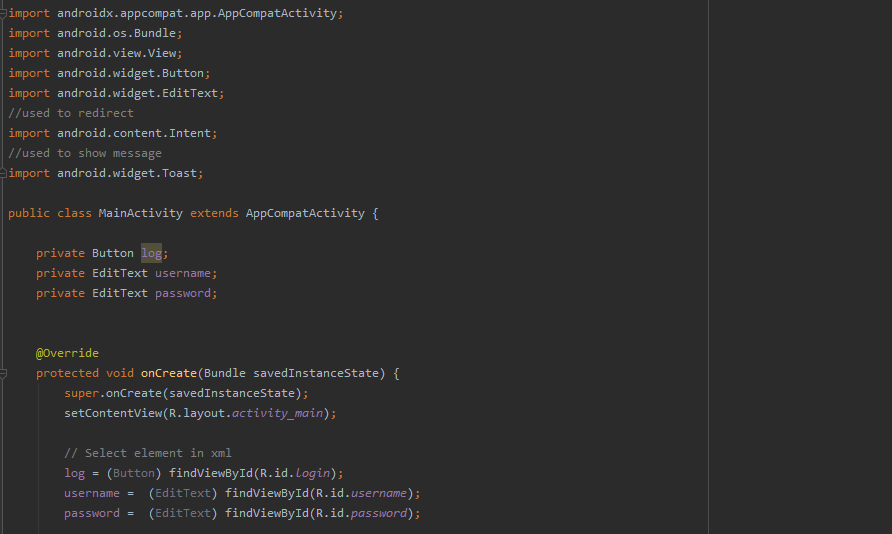 import androidx.appcompat.app.AppCompatActivity;
import android.os.Bundle;
import android.view.View;
import android.widget.Button;
import android.widget.EditText;
//used to redirect
import android.content.Intent;
//used to show message
import android.widget.Toast;
public class MainActivity extends AppCompatActivity {
private Button log;
private EditText username;
private EditText password;
@Override
protected void onCreate(Bundle savedInstanceState) {
super.onCreate(savedInstanceState);
setContentView(R.layout.activity_main);
// Select element in xml
log = (Button) findViewById(R.id.login);
username =  (EditText) findViewById(R.id.username);
password =  (EditText) findViewById(R.id.password);